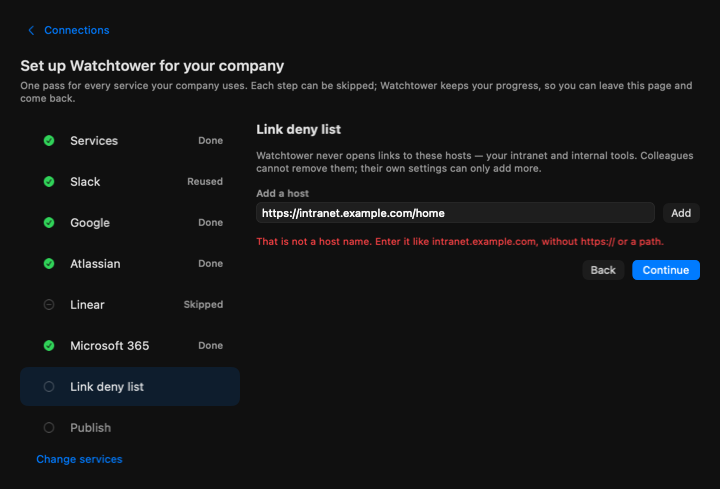 Connections
Set up Watchtower for your company
One pass for every service your company uses. Each step can be skipped; Watchtower keeps your progress, so you can leave this page and
come back.
Services Done
Slack Reused
Google Done
Atlassian Done
Linear Skipped
Microsoft 365 Done
Link deny list
Publish
Change services
Link deny list
Watchtower never opens links to these hosts — your intranet and internal tools. Colleagues
cannot remove them; their own settings can only add more.
Add a host
https://intranet.example.com/home Add
That is not a host name. Enter it like intranet.example.com, without https:// or a path.
Back Continue